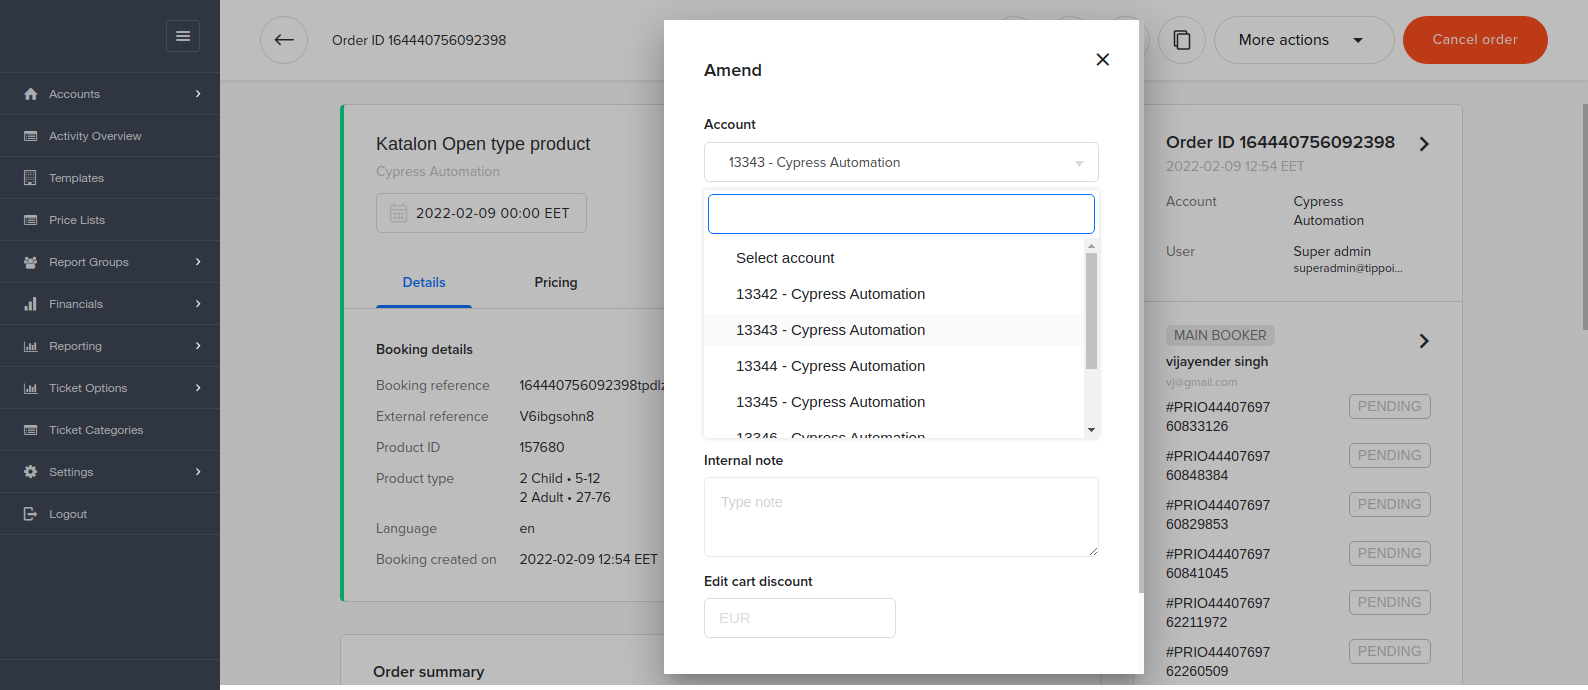 Accounts
Activity Overview
Templates
Price Lists
Report Groups
Financials
Reporting
Ticket Options
Ticket Categories
Settings
Logout
Order ID 164440756092398
More actions
Cancel order
Katalon Open type product
Cypress Automation
2022-02-09 00:00 EET
Details
Pricing
Booking details
Booking reference 164440756092398tpdlz
External reference V6ibgsohn8
Product ID 157680
Product type 2 Child • 5-12
2 Adult • 27-76
Language en
Booking created on 2022-02-09 12:54 EET
Order summary
Amend
Account
13343 - Cypress Automation
Select account
13342 - Cypress Automation
13343 - Cypress Automation
13344 - Cypress Automation
13345 - Cypress Automation
13346 - Cypress Automation
Internal note
Type note
Edit cart discount
EUR
Order ID 164440756092398
2022-02-09 12:54 EET
Account Cypress
Automation
User Super admin
superadmin@tippoi...
MAIN BOOKER
vijayender singh
vj@gmail.com
#PRIO44407697 PENDING
60833126
#PRIO44407697 PENDING
60848384
#PRIO44407697 PENDING
60829853
#PRIO44407697 PENDING
60841045
#PRIO44407697 PENDING
62211972
#PRIO44407697 PENDING
62260509